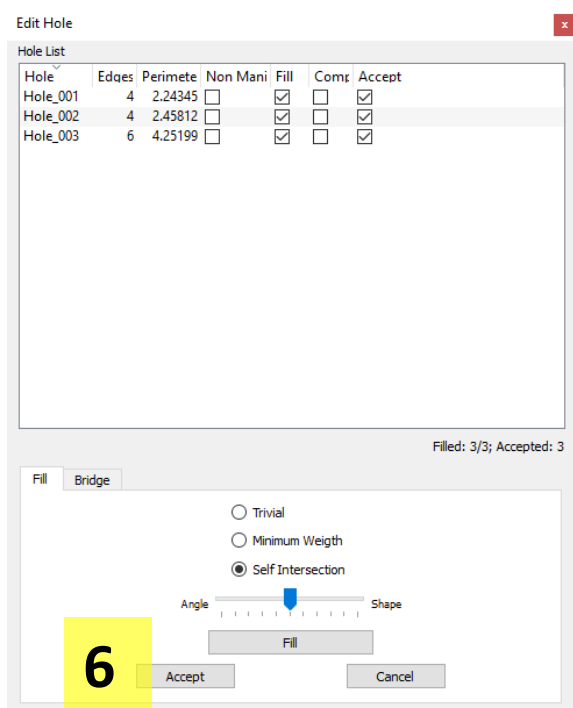 Edit Hole x
Hole List
Hole Edges Perimete Non Mani Fill Comp Accept
Hole_001 4 2.24345
Hole_002 4 2.45812
Hole_003 6 4.25199
Filled: 3/3; Accepted: 3
Fill Bridge
Trivial
Minimum Weigth
Self Intersection
Angle Shape
Fill
6 Accept Cancel